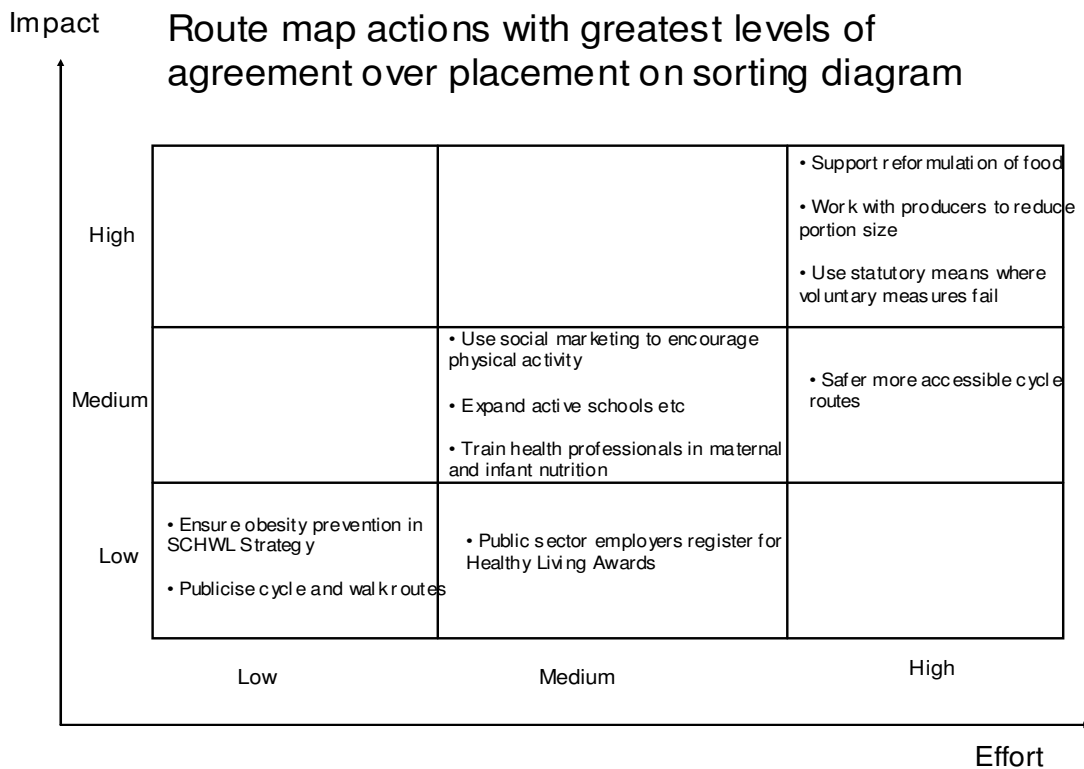 Impact
Route map actions with greatest levels of
agreement over placement on sorting diagram
High
• Support reformulation of food
• Work with producers to reduce
portion size
• Use statutory means where
voluntary measures fail
Medium
• Use social marketing to encourage
physical activity
• Expand active schools etc
• Train health professionals in maternal
and infant nutrition
• Safer more accessible cycle
routes
Low
• Ensure obesity prevention in
SCHWL Strategy
• Publicise cycle and walk routes
• Public sector employers register for
Healthy Living Awards
Low
Medium
High
Effort